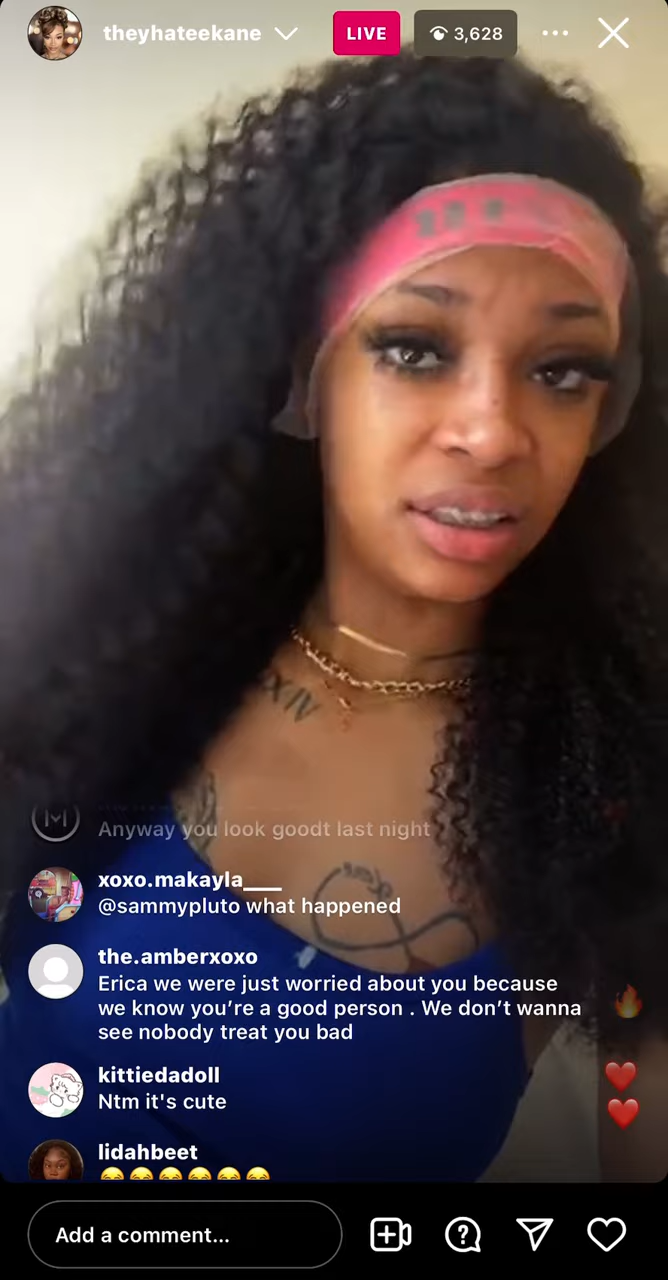 theyhateekane
LIVE
3,628
XIV
Anyway you look goodt last night
xoxo.makayla___
@sammypluto what happened
the.amberxoxo
Erica we were just worried about you because
we know you’re a good person . We don’t wanna
see nobody treat you bad
kittiedadoll
Ntm it's cute
lidahbeet
😂😂😂😂😂😂
Add a comment...